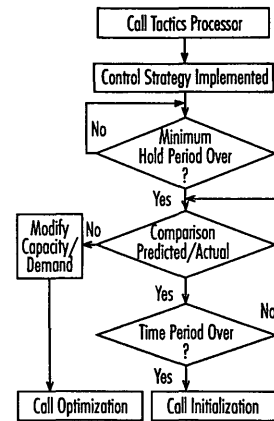 Call Tactics Processor
Control Strategy Implemented
No
Minimum
Hold Period Over
?
Yes
Modify
Capacity/
Demand
No
Comparison
Predicted/Actual
Yes
No
Time Period Over
?
Yes
Call Optimization
Call Initialization